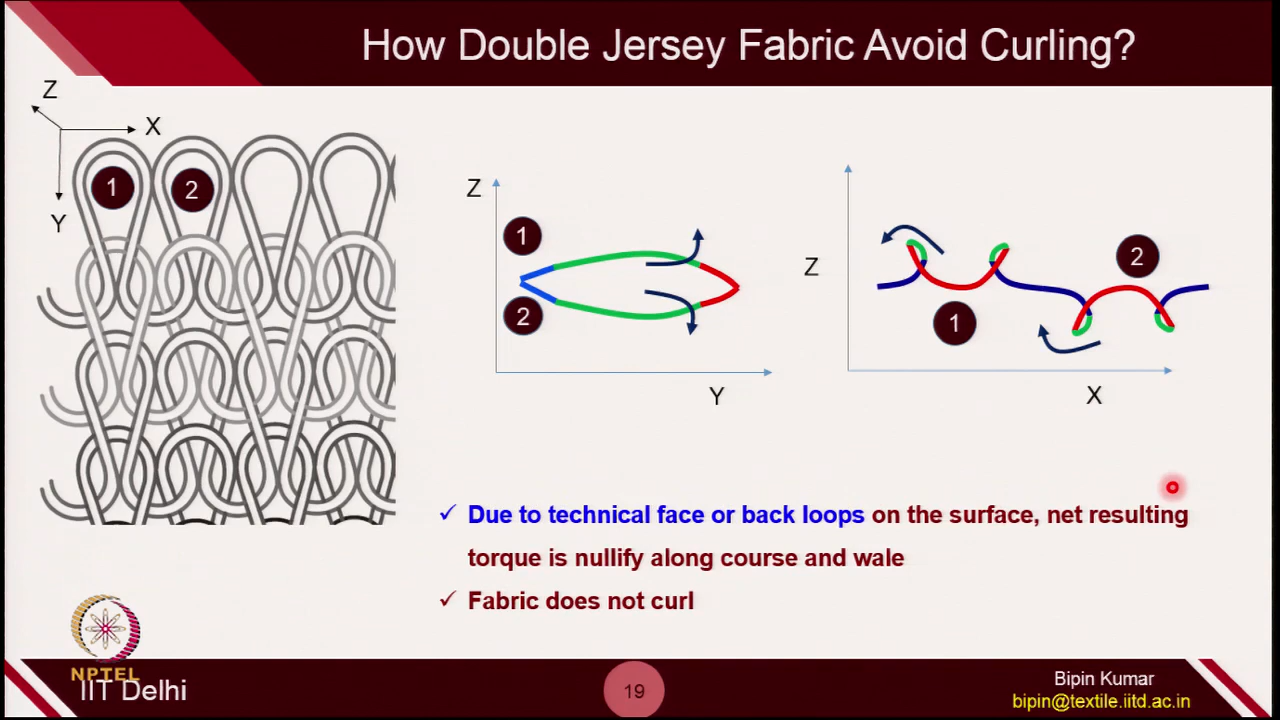 How Double Jersey Fabric Avoid Curling?
Z
X
Y
1
2
Z
1
2
Y
Z
1
2
X
✓ Due to technical face or back loops on the surface, net resulting
torque is nullify along course and wale
✓ Fabric does not curl
NPTEL
IIT Delhi
19
Bipin Kumar
bipin@textile.iitd.ac.in